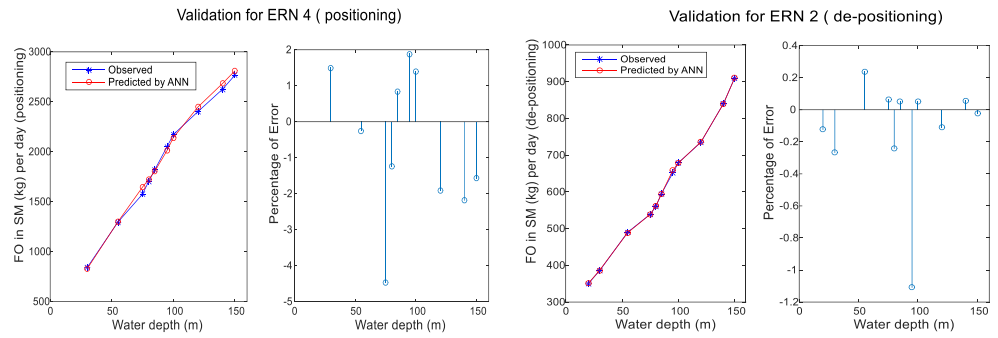 Validation for ERN 4 ( positioning)
FO in SM (kg) per day (positioning)
3000
2500
2000
1500
1000
500
Observed
Predicted by ANN
0 50 100 150
Water depth (m)
Percentage of Error
2
1
0
-1
-2
-3
-4
-5
0 50 100 150
Water depth (m)
Validation for ERN 2 ( de-positioning)
FO in SM (kg) per day (de-positioning)
1000
900
800
700
600
500
400
300
Observed
Predicted by ANN
0 50 100 150
Water depth (m)
Percentage of Error
0.4
0.2
0
-0.2
-0.4
-0.6
-0.8
-1
-1.2
0 50 100 150
Water depth (m)